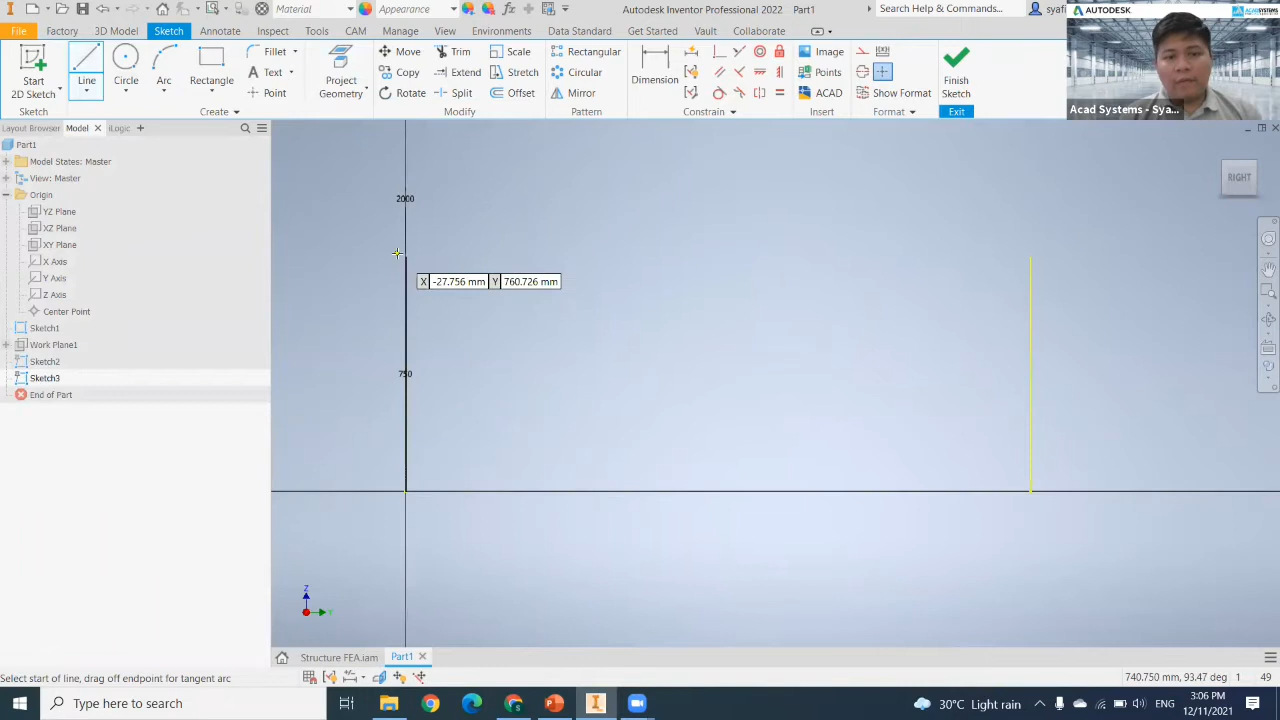 Material
Appearance
Autodesk Inventor Professional 2022 Part1
Search Help & Commands...
syafi
AUTODESK
ACADSYSTEMS
File
Factory
3D Model
Sketch
Annotate
Inspect
Tools
CAM
Environments
Get Started
Collaborate
Start
2D Sketch
Line
Circle
Arc
Rectangle
Fillet
Text
Point
Project
Geometry
Move
Copy
Rotate
Trim
Extend
Split
Scale
Stretch
Offset
Rectangular
Circular
Mirror
Dimension
Image
Points
ACAD
Show Format
Finish
Sketch
Sketch
Create
Modify
Pattern
Constrain
Insert
Format
Exit
Acad Systems - Sya...
Layout Browser
Model
iLogic
Part1
Model States: Master
View: Master
Origin
YZ Plane
XZ Plane
XY Plane
X Axis
Y Axis
Z Axis
Center Point
Sketch1
Work Plane1
Sketch2
Sketch3
End of Part
RIGHT
2000
X -27.756 mm Y 760.726 mm
750
Z
Y
Structure FEA.iam
Part1
Select start of line, drag off endpoint for tangent arc
740.750 mm, 93.47 deg 1 49
Type here to search
30°C Light rain
ENG
3:06 PM
12/11/2021